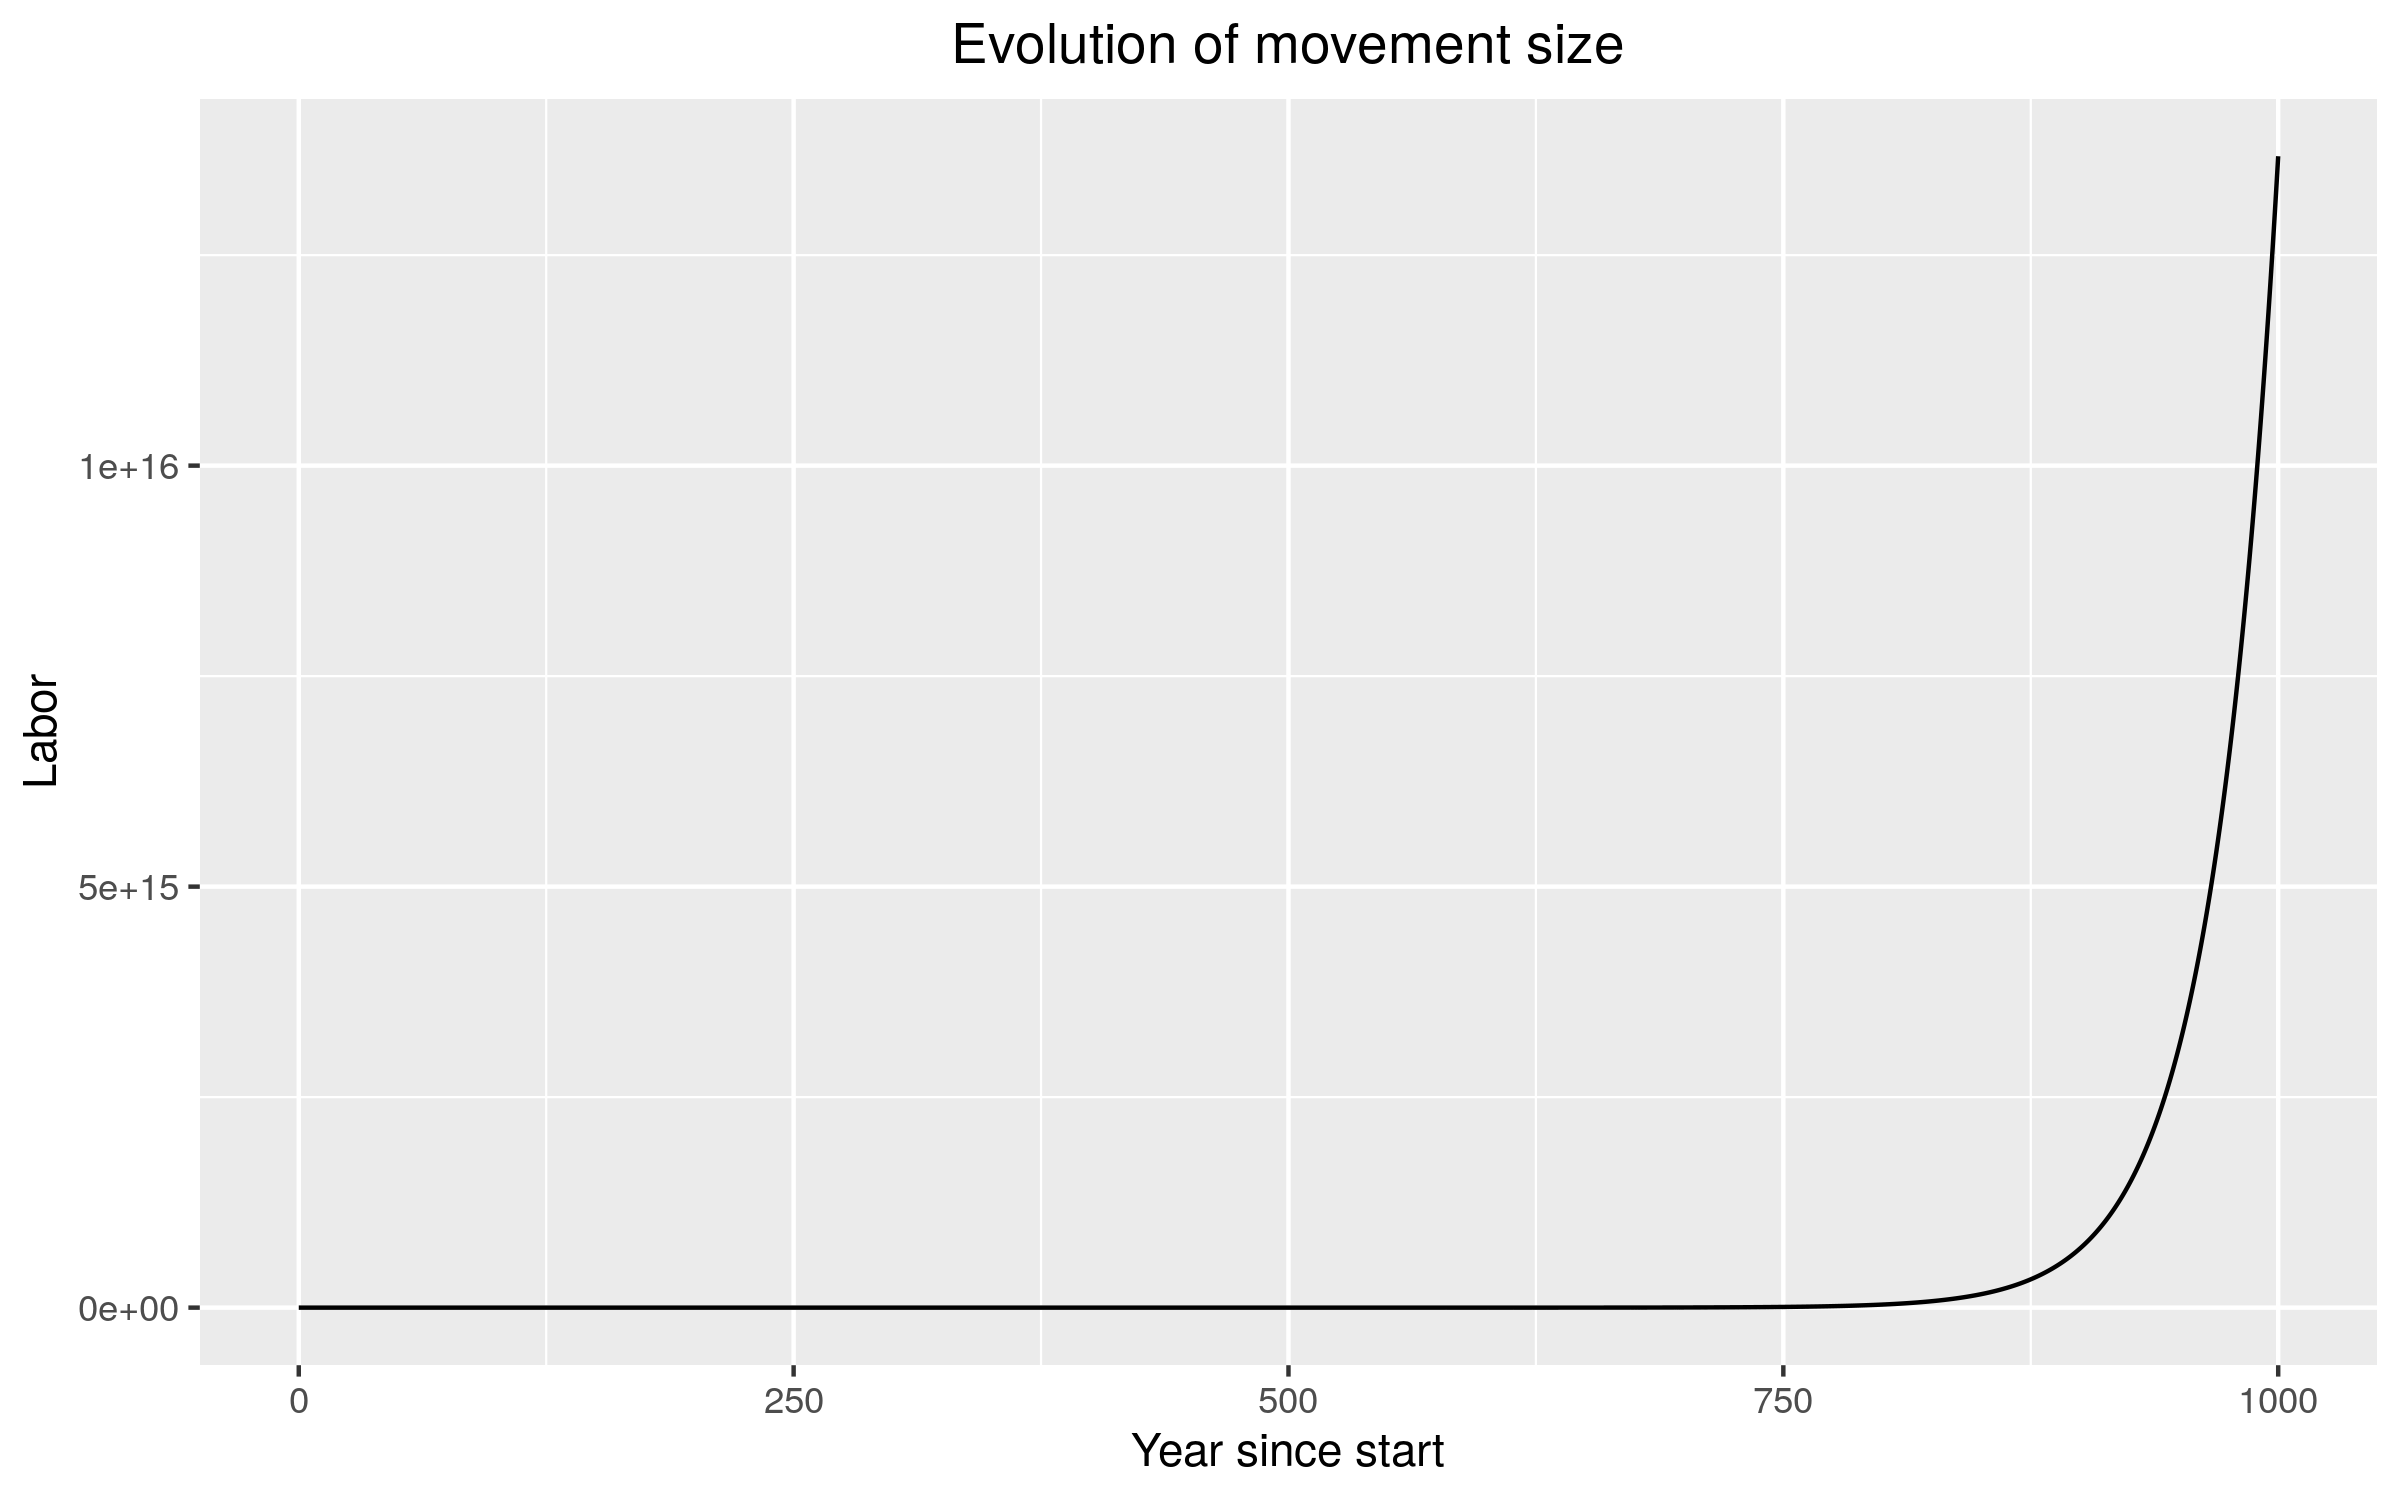 Evolution of movement size
Labor
1e+16
5e+15
0e+00
0 250 500 750 1000
Year since start